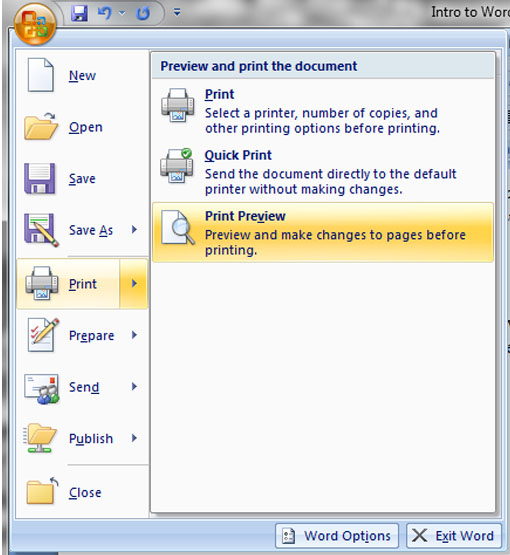 Intro to Word
New
Open
Save
Save As
Print
Prepare
Send
Publish
Close
Preview and print the document
Print
Select a printer, number of copies, and
other printing options before printing.
Quick Print
Send the document directly to the default
printer without making changes.
Print Preview
Preview and make changes to pages before
printing.
Word Options
Exit Word